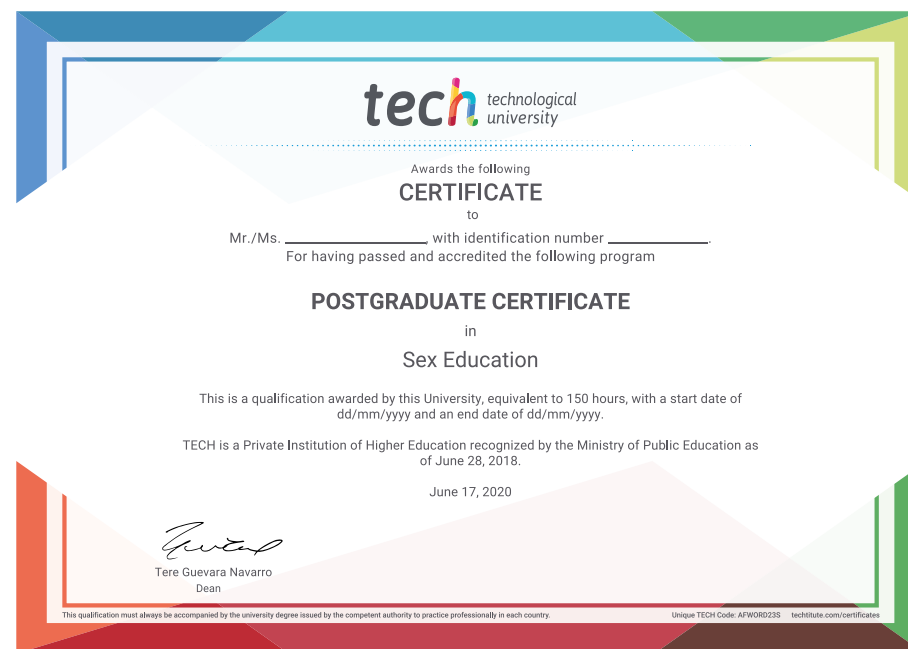 tech technological
university
Awards the following
CERTIFICATE
to
Mr./Ms. ____________________, with identification number ______________.
For having passed and accredited the following program
POSTGRADUATE CERTIFICATE
in
Sex Education
This is a qualification awarded by this University, equivalent to 150 hours, with a start date of
dd/mm/yyyy and an end date of dd/mm/yyyy.
TECH is a Private Institution of Higher Education recognized by the Ministry of Public Education as
of June 28, 2018.
June 17, 2020
Tere Guevara Navarro
Dean
This qualification must always be accompanied by the university degree issued by the competent authority to practice professionally in each country. Unique TECH Code: AFWORD23S techtitute.com/certificates